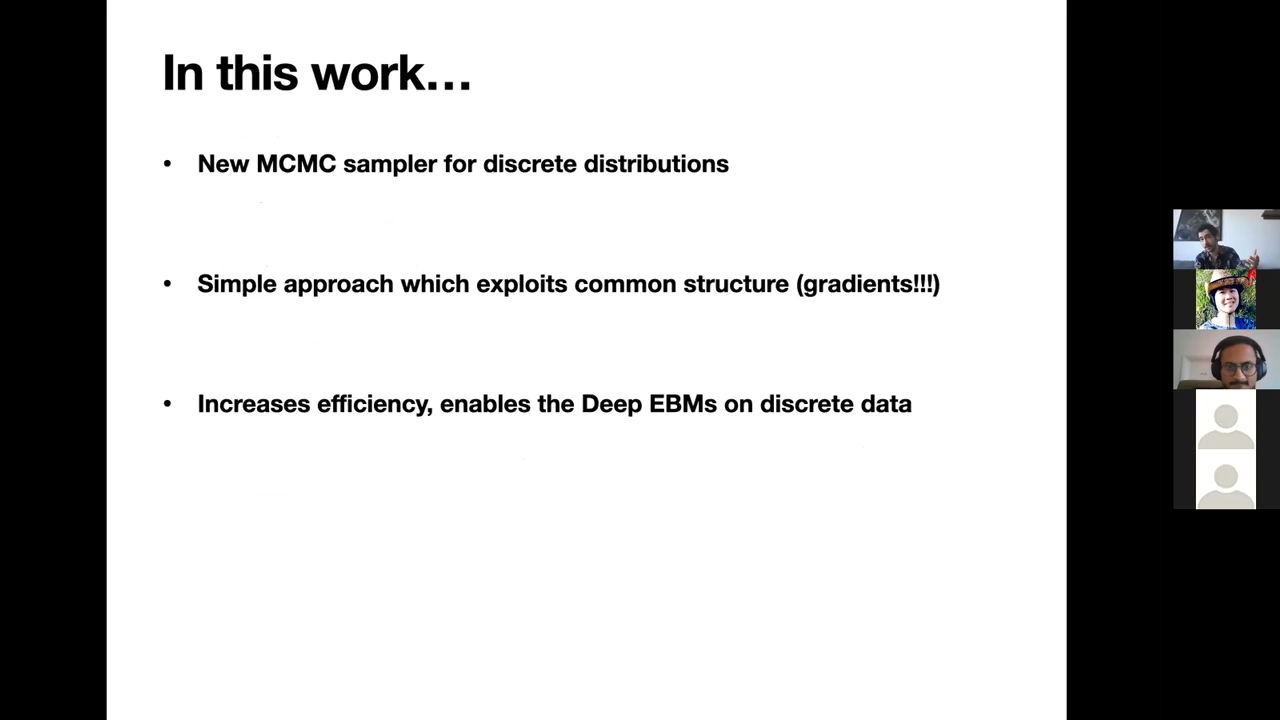 In this work…
• New MCMC sampler for discrete distributions
• Simple approach which exploits common structure (gradients!!!)
• Increases efficiency, enables the Deep EBMs on discrete data